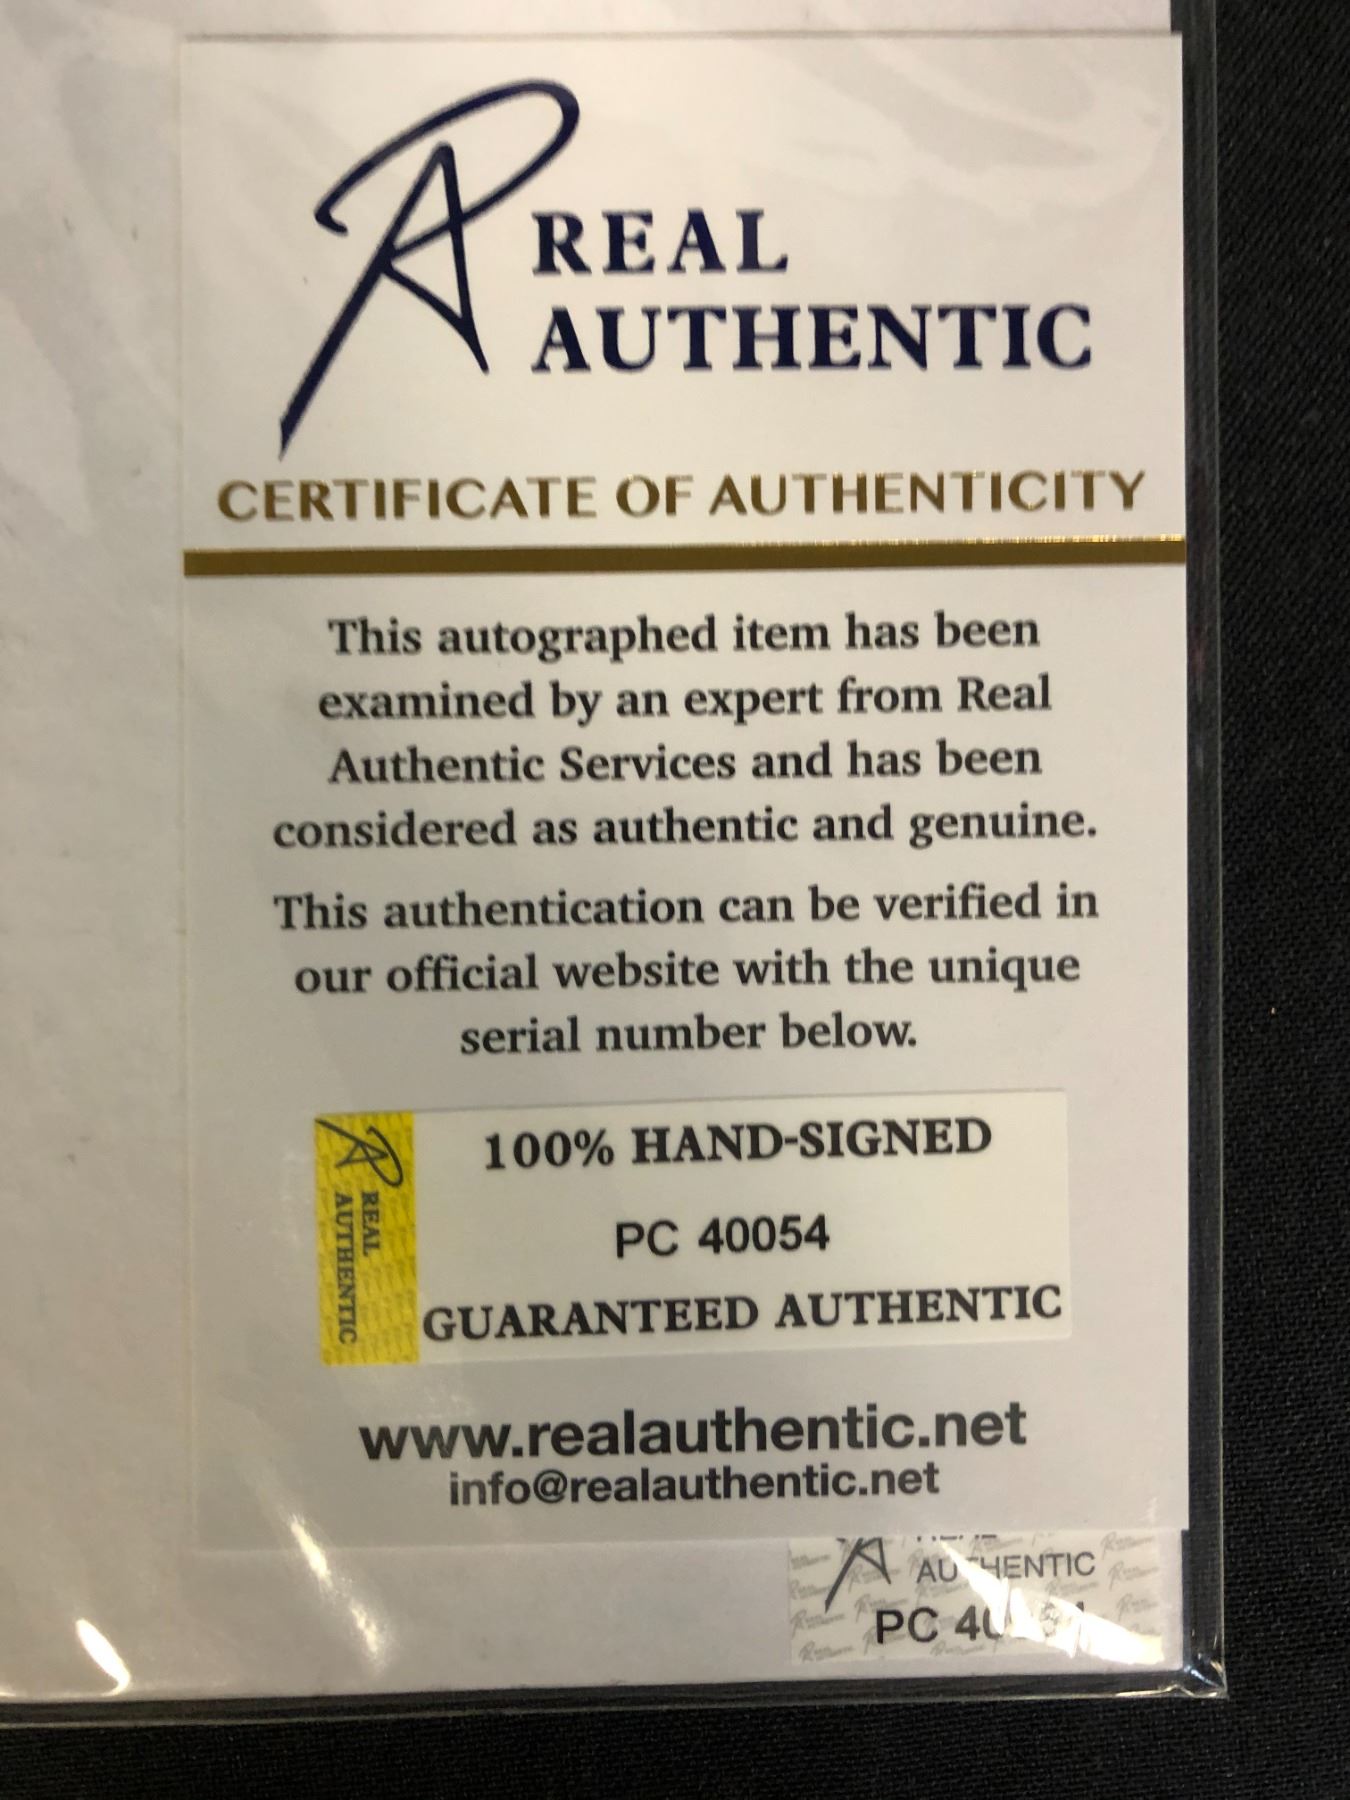 REAL
AUTHENTIC
CERTIFICATE OF AUTHENTICITY
This autographed item has been
examined by an expert from Real
Authentic Services and has been
considered as authentic and genuine.
This authentication can be verified in
our official website with the unique
serial number below.
REAL
AUTHENTIC
100% HAND-SIGNED
PC 40054
GUARANTEED AUTHENTIC
www.realauthentic.net
info@realauthentic.net
AUTHENTIC
PC